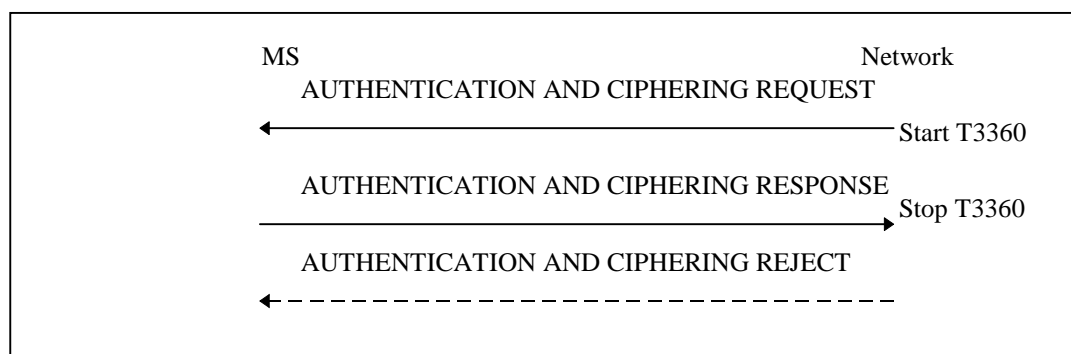 MS Network
AUTHENTICATION AND CIPHERING REQUEST
Start T3360
AUTHENTICATION AND CIPHERING RESPONSE
Stop T3360
AUTHENTICATION AND CIPHERING REJECT